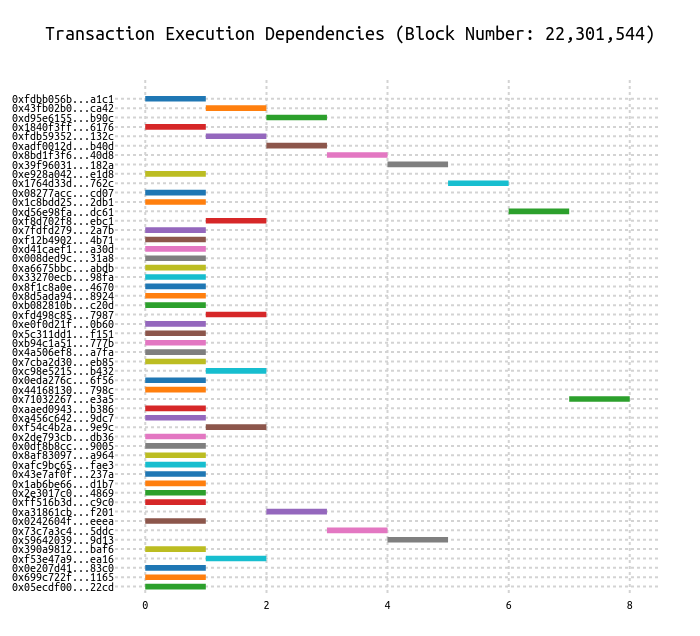 Transaction Execution Dependencies (Block Number: 22,301,544)
0xfdbb056b...a1c1
0x43fb02b0...ca42
0xd95e6155...b90c
0x1840f3ff...6176
0xfdb59352...132c
0xadf0012d...b40d
0x8bd1f3f6...40d8
0x39f96031...182a
0xe928a042...e1d8
0x1764d33d...762c
0x08277acc...cd07
0x1c8bdd25...2db1
0xd56e98fa...dc61
0xf8d702f8...ebc1
0x7fdfd279...2a7b
0xf12b4902...4b71
0xd41caef1...a30d
0x008ded9c...31a8
0xa6675bbc...abdb
0x33270ecb...98fa
0x8f1c8a0e...4670
0x8d5ada94...8924
0xb082810b...c20d
0xfd498c85...7987
0xe0f0d21f...0b60
0x5c311dd1...f151
0xb94c1a51...777b
0x4a506ef8...a7fa
0x7cba2d30...eb85
0xc98e5215...b432
0x0eda276c...6f56
0x44168130...798c
0x71032267...e3a5
0xaaed0943...b386
0xa456c642...9dc7
0xf54c4b2a...9e9c
0x2de793cb...db36
0x0df8b8cc...9005
0x8af83097...a964
0xafc9bc65...fae3
0x43e7af0f...237a
0x1ab6be66...d1b7
0x2e3017c0...4869
0xff516b3d...c9c0
0xa31861cb...f201
0x0242604f...eeea
0x73c7a3c4...5ddc
0x59642039...9d13
0x390a9812...baf6
0xf53e47a9...ea16
0x0e207d41...83c0
0x699c722f...1165
0x05ecdf00...22cd
0 2 4 6 8